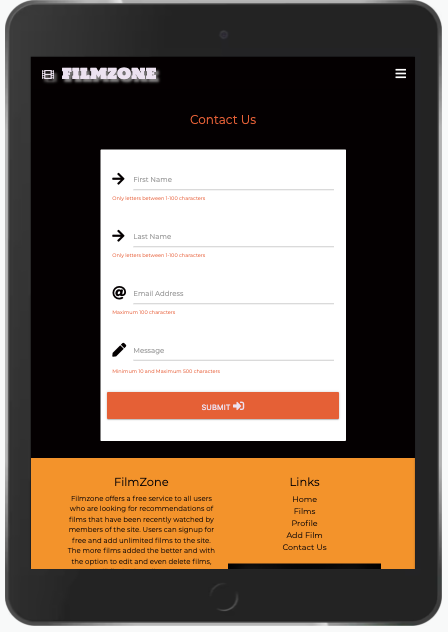 FILMZONE
Contact Us
First Name
Only letters between 1-100 characters
Last Name
Only letters between 1-100 characters
@ Email Address
Maximum 100 characters
Message
Minimum 10 and Maximum 500 characters
SUBMIT
FilmZone
Filmzone offers a free service to all users
who are looking for recommendations of
films that have been recently watched by
members of the site. Users can signup for
free and add unlimited films to the site.
The more films added the better and with
the option to edit and even delete films,
Links
Home
Films
Profile
Add Film
Contact Us